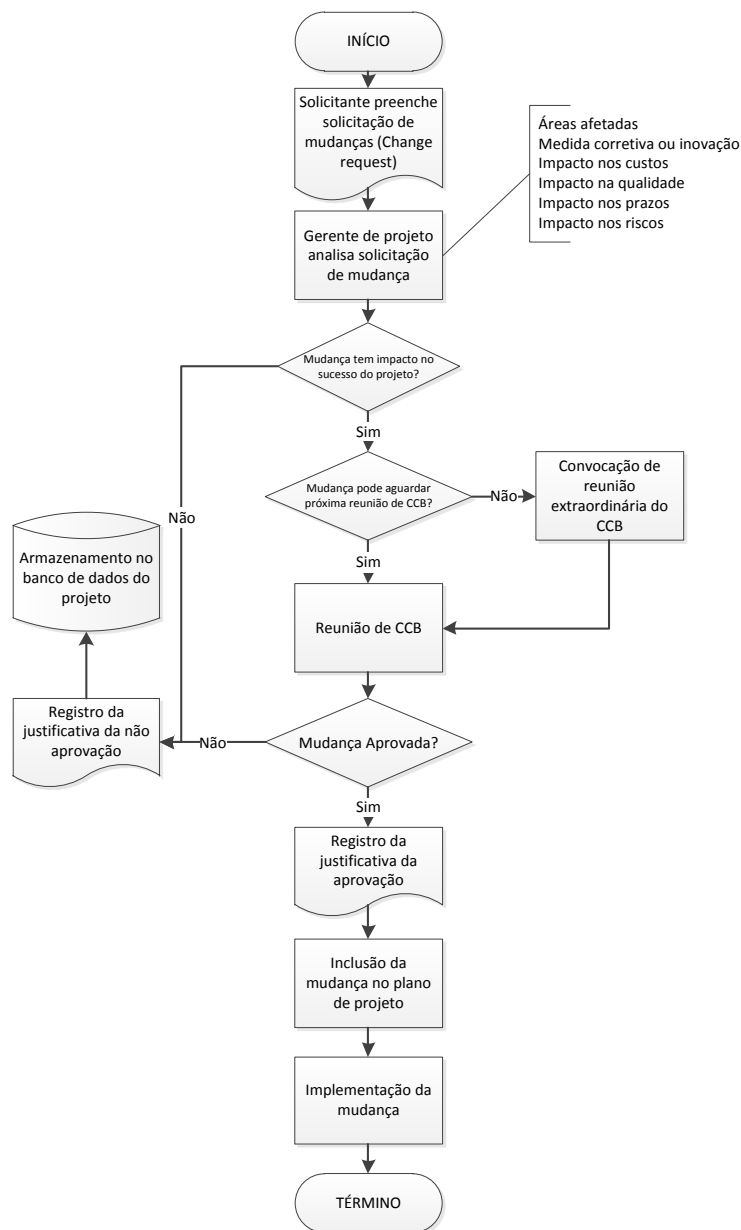 INÍCIO
Solicitante preenche
solicitação de
mudanças (Change
request)
Áreas afetadas
Medida corretiva ou inovação
Impacto nos custos
Impacto na qualidade
Impacto nos prazos
Impacto nos riscos
Gerente de projeto
analisa solicitação
de mudança
Mudança tem impacto no
sucesso do projeto?
Sim
Mudança pode aguardar
próxima reunião de CCB?
Não
Convocação de
reunião
extraordinária do
CCB
Não
Sim
Armazenamento no
banco de dados do
projeto
Reunião de CCB
Registro da
justificativa da não
aprovação
Não
Mudança Aprovada?
Sim
Registro da
justificativa da
aprovação
Inclusão da
mudança no plano
de projeto
Implementação da
mudança
TÉRMINO